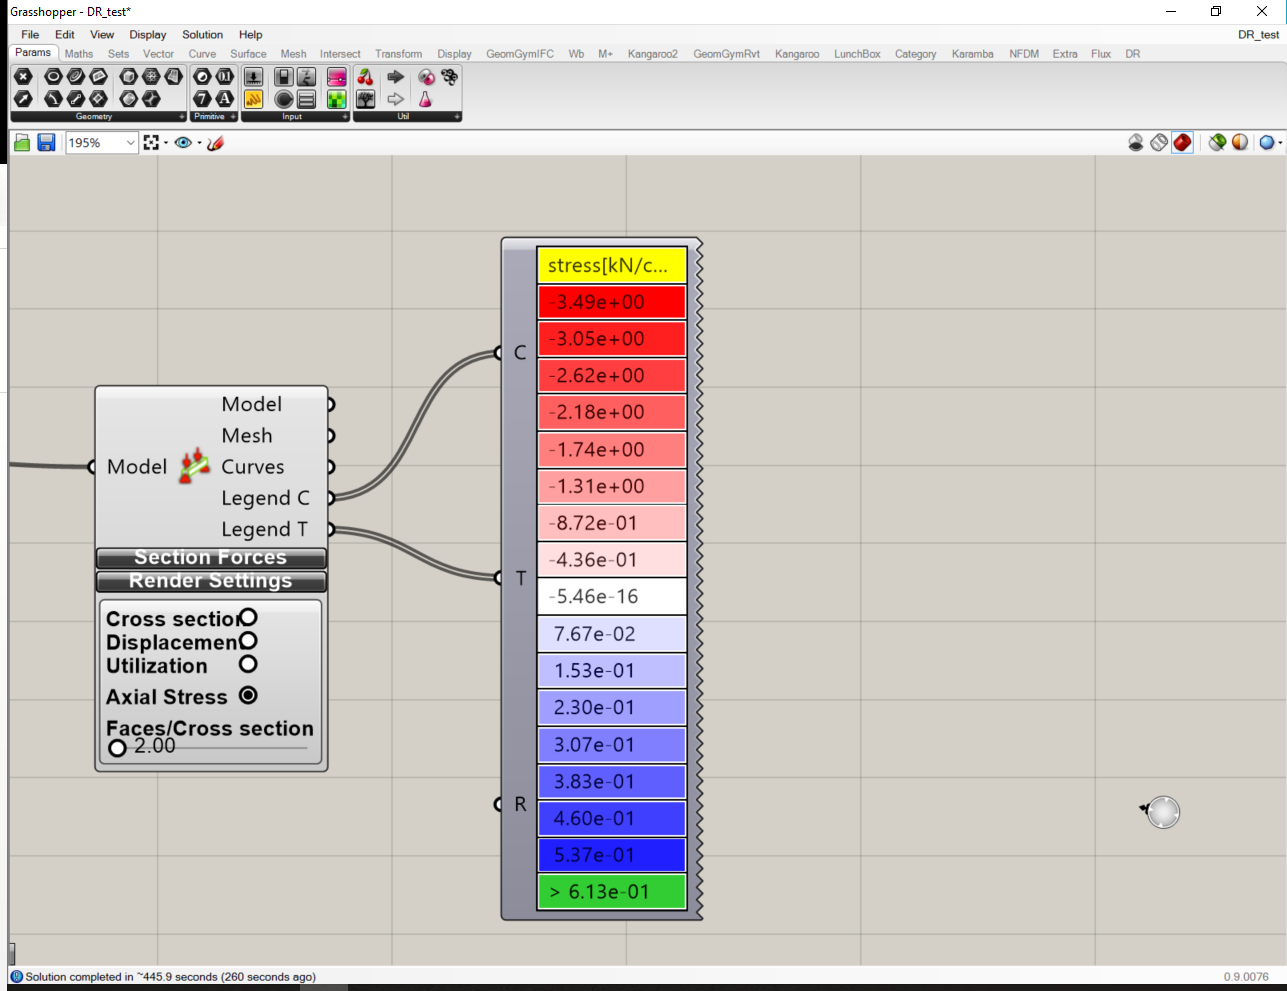 Grasshopper - DR_test*
File Edit View Display Solution Help
DR_test
Params Maths Sets Vector Curve Surface Mesh Intersect Transform Display GeomGymIFC Wb M+ Kangaroo2 GeomGymRvt Kangaroo LunchBox Category Karamba NFDM Extra Flux DR
Geometry + Primitive + Input + Util +
195%
stress[kN/c...
-3.49e+00
-3.05e+00
-2.62e+00
-2.18e+00
-1.74e+00
-1.31e+00
-8.72e-01
-4.36e-01
-5.46e-16
7.67e-02
1.53e-01
2.30e-01
3.07e-01
3.83e-01
4.60e-01
5.37e-01
> 6.13e-01
C
T
R
Model
Model
Mesh
Curves
Legend C
Legend T
Section Forces
Render Settings
Cross section
Displacement
Utilization
Axial Stress
Faces/Cross section
2.00
Solution completed in ~445.9 seconds (260 seconds ago)
0.9.0076